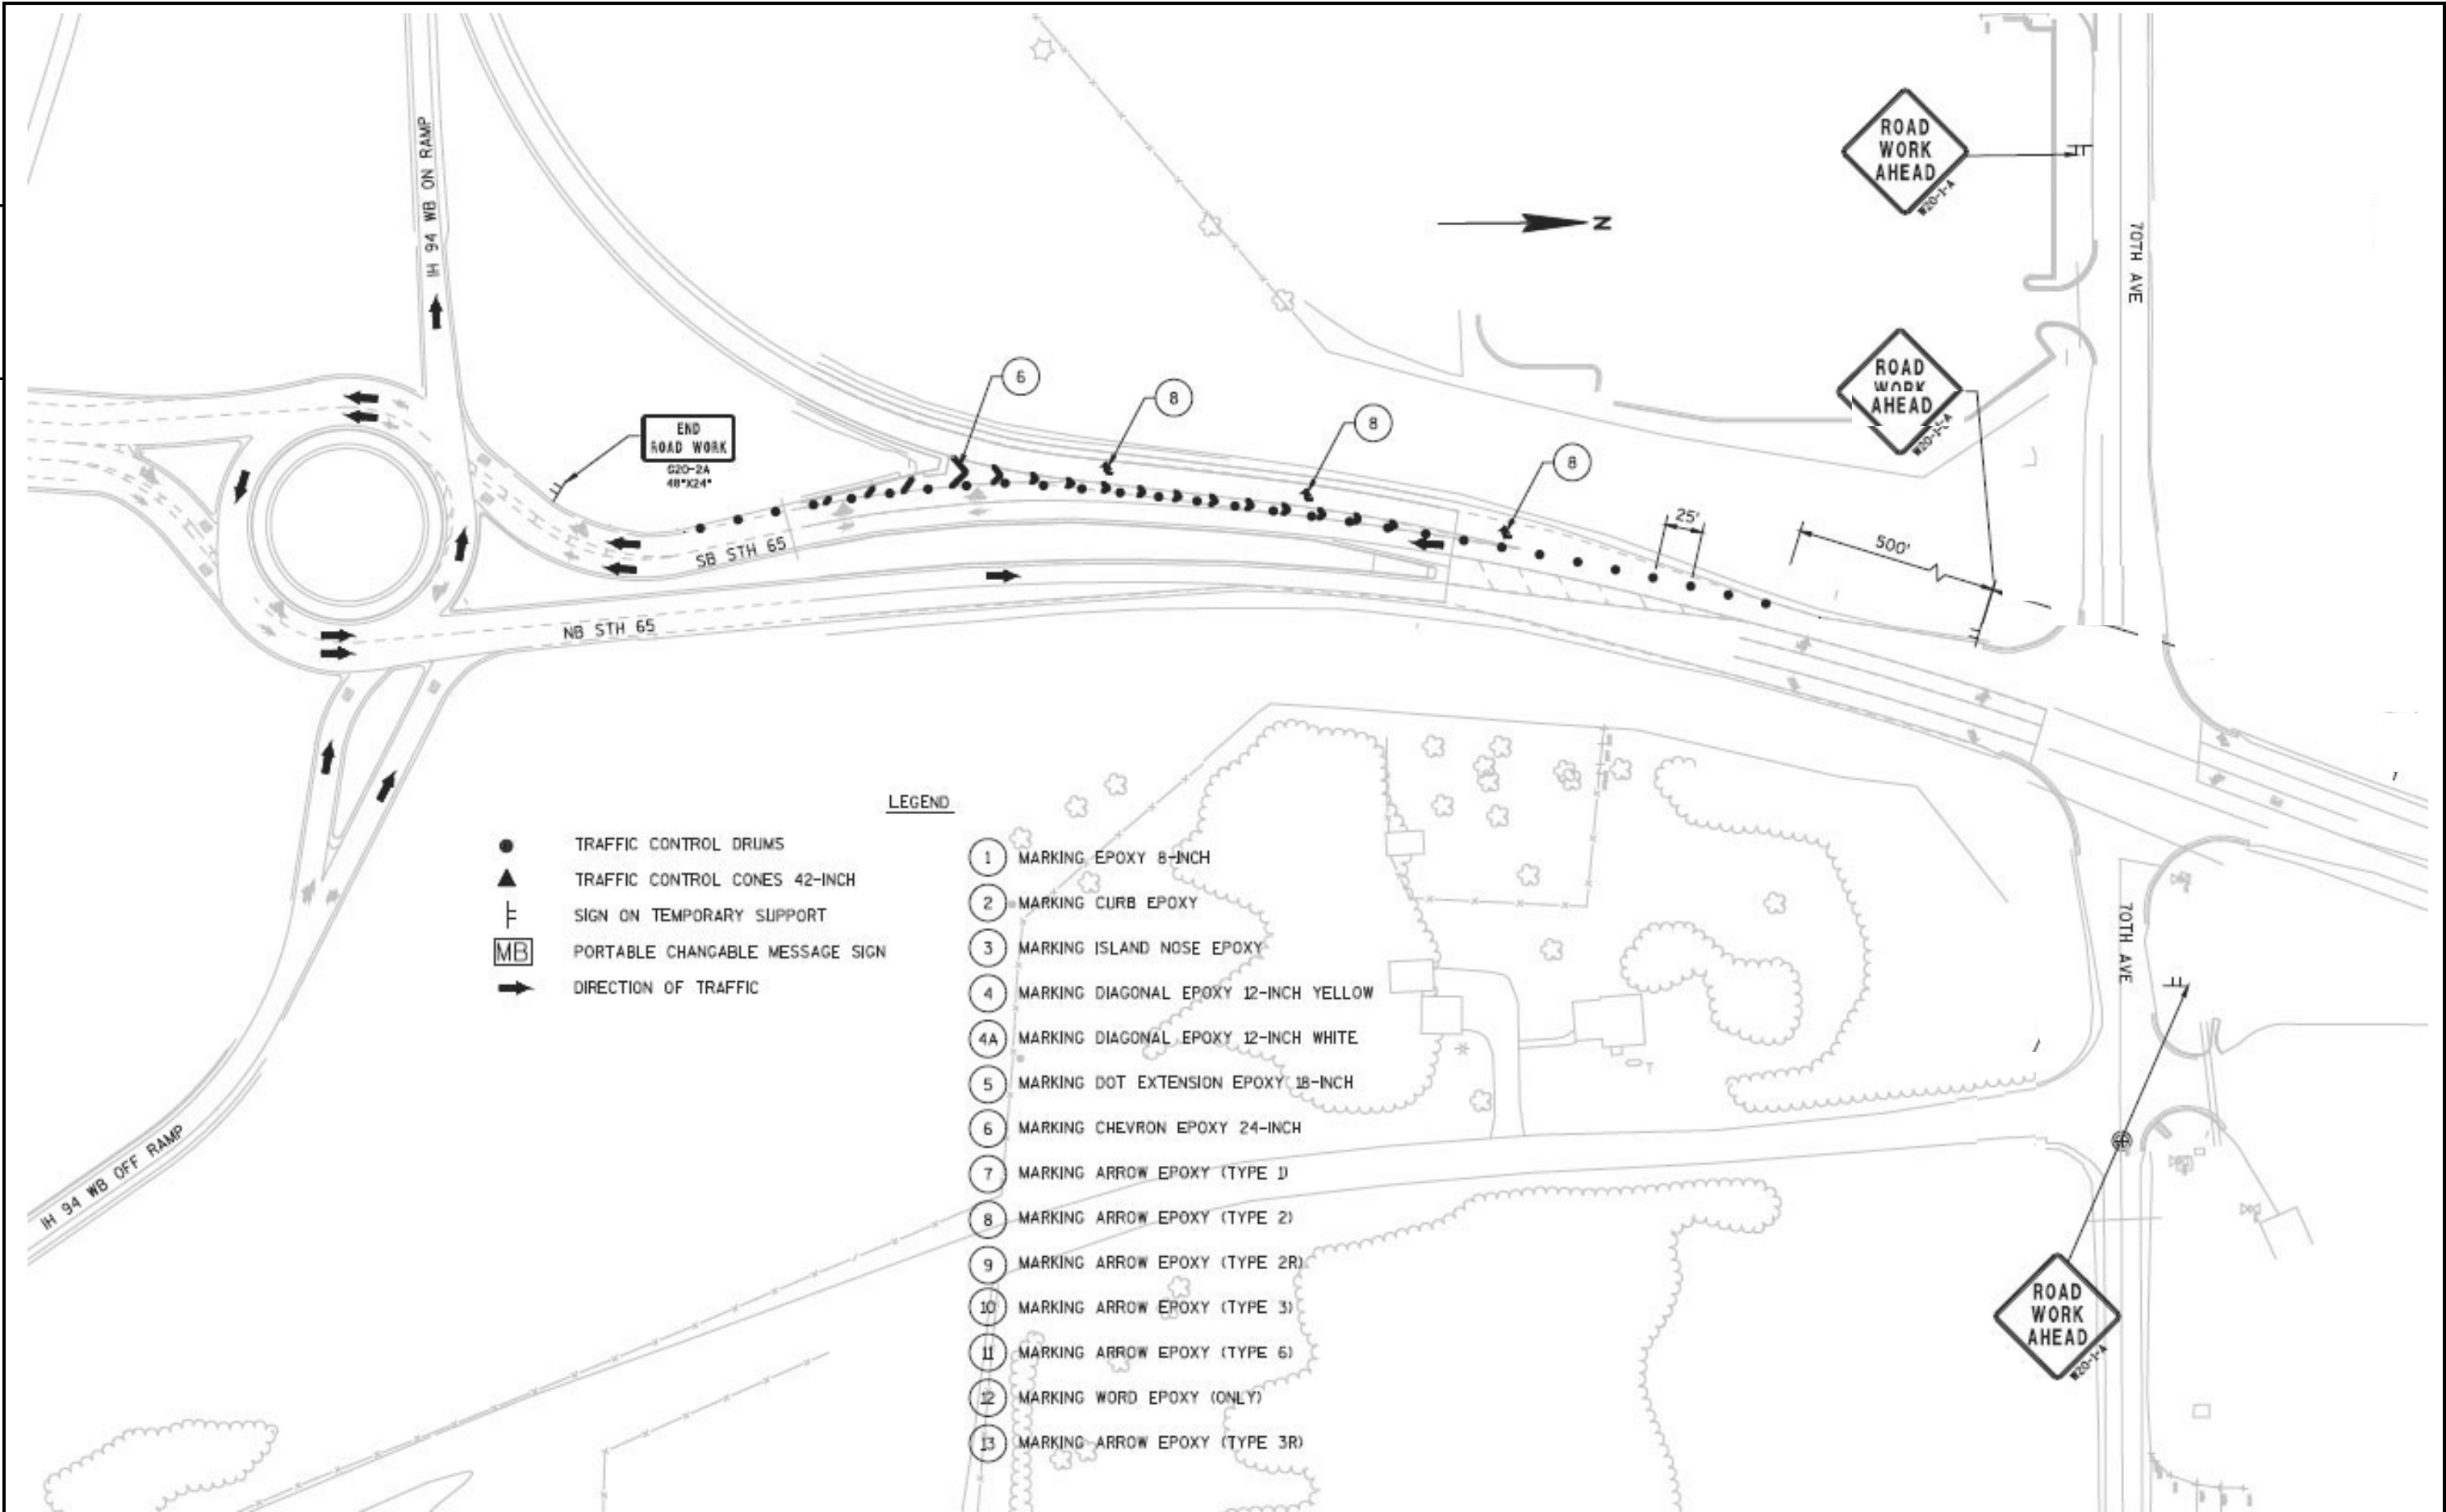 IH 94 WB ON RAMP
ROAD
WORK
AHEAD
W20-1-A
N
70TH AVE
ROAD
WORK
AHEAD
W20-1-A
6
8
8
8
END
ROAD WORK
G20-2A
48"X24"
25'
500'
SB STH 65
NB STH 65
LEGEND
TRAFFIC CONTROL DRUMS
TRAFFIC CONTROL CONES 42-INCH
SIGN ON TEMPORARY SUPPORT
MB PORTABLE CHANGABLE MESSAGE SIGN
DIRECTION OF TRAFFIC
1 MARKING EPOXY 8-INCH
2 MARKING CURB EPOXY
3 MARKING ISLAND NOSE EPOXY
4 MARKING DIAGONAL EPOXY 12-INCH YELLOW
4A MARKING DIAGONAL EPOXY 12-INCH WHITE
5 MARKING DOT EXTENSION EPOXY 18-INCH
6 MARKING CHEVRON EPOXY 24-INCH
7 MARKING ARROW EPOXY (TYPE 1)
8 MARKING ARROW EPOXY (TYPE 2)
9 MARKING ARROW EPOXY (TYPE 2R)
10 MARKING ARROW EPOXY (TYPE 3)
11 MARKING ARROW EPOXY (TYPE 6)
12 MARKING WORD EPOXY (ONLY)
13 MARKING ARROW EPOXY (TYPE 3R)
IH 94 WB OFF RAMP
70TH AVE
T
ROAD
WORK
AHEAD
W20-1-A